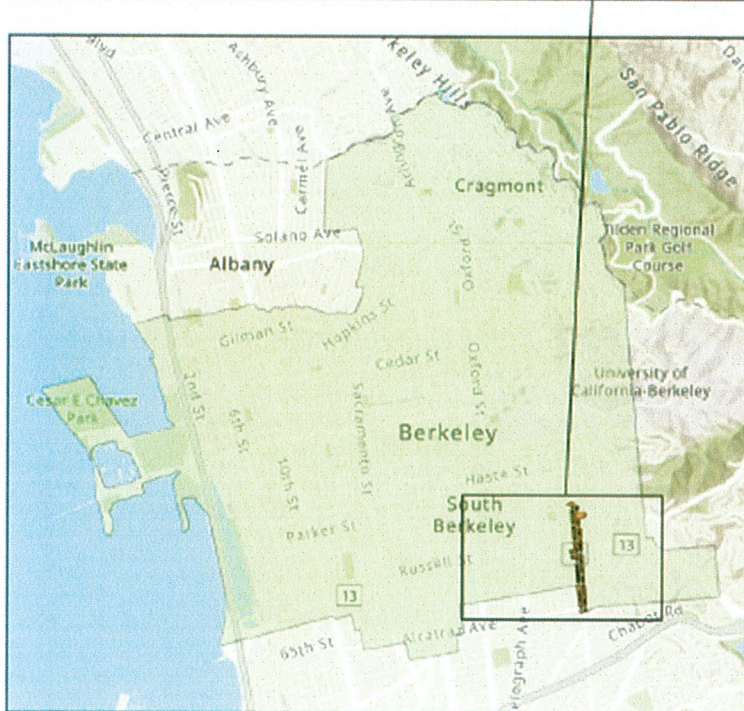 Blvd
Ashbury Ave
Central Ave
Carmel Ave
Pierce St
Berkeley Hills
Arlington Ave
San Pablo Ridge
Cragmont
Solano Ave
Oxford St
Tilden Regional
Park Golf
Course
McLaughlin
Eastshore State
Park
Albany
Gilman St
Hopkins St
Cedar St
Oxford St
University of
California-Berkeley
Cesar E Chavez
Park
2nd St
6th St
10th St
Sacramento St
Berkeley
Haste St
South
Berkeley
Parker St
Russell St
13
13
65th St
Alcatraz Ave
Chabot Rd